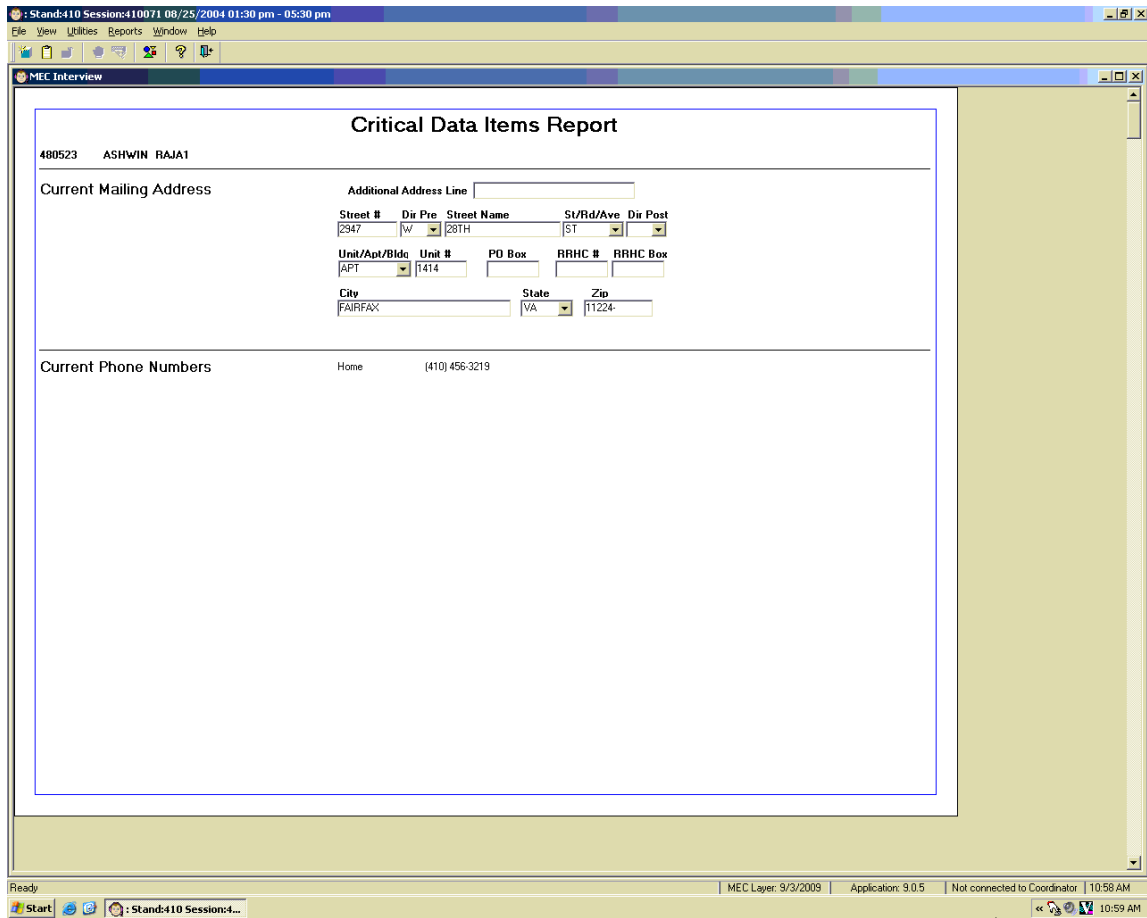 : Stand:410 Session:410071 08/25/2004 01:30 pm - 05:30 pm
File View Utilities Reports Window Help
MEC Interview
Critical Data Items Report
480523 ASHWIN RAJA1
Current Mailing Address
Additional Address Line
Street # Dir Pre Street Name St/Rd/Ave Dir Post
2947 W 28TH ST
Unit/Apt/Bldg Unit # PO Box RRHC # RRHC Box
APT 1414
City State Zip
FAIRFAX VA 11224-
Current Phone Numbers Home (410) 456-3219
Ready MEC Layer: 9/3/2009 Application: 9.0.5 Not connected to Coordinator 10:58 AM
Start : Stand:410 Session:4... « 10:59 AM